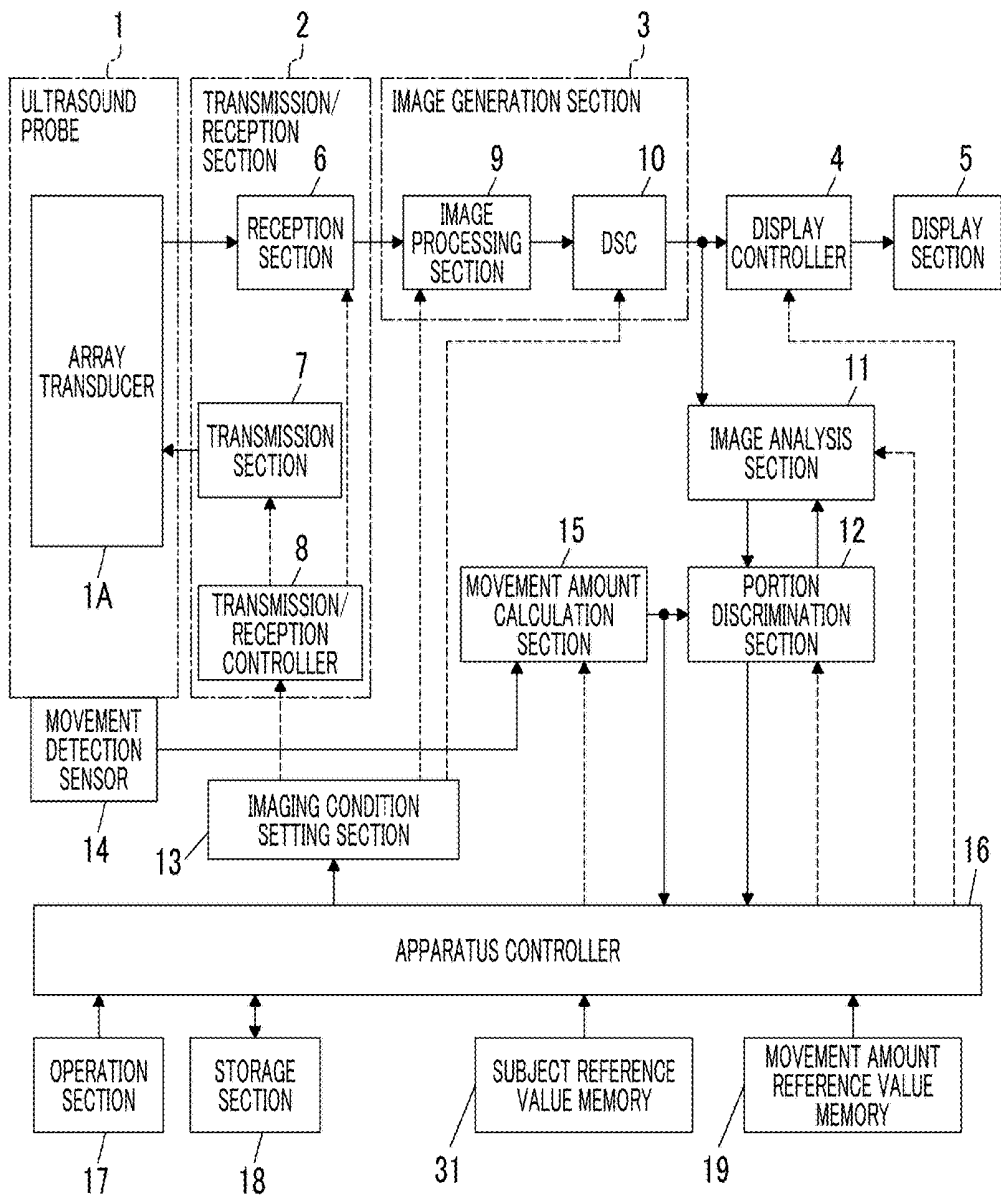 1
2
3
ULTRASOUND
PROBE
TRANSMISSION/
RECEPTION
SECTION
IMAGE GENERATION SECTION
6
9
10
4
5
RECEPTION
SECTION
IMAGE
PROCESSING
SECTION
DSC
DISPLAY
CONTROLLER
DISPLAY
SECTION
ARRAY
TRANSDUCER
1A
7
TRANSMISSION
SECTION
11
IMAGE ANALYSIS
SECTION
8
TRANSMISSION/
RECEPTION
CONTROLLER
15
MOVEMENT AMOUNT
CALCULATION
SECTION
12
PORTION
DISCRIMINATION
SECTION
MOVEMENT
DETECTION
SENSOR
14
IMAGING CONDITION
SETTING SECTION
13
16
APPARATUS CONTROLLER
OPERATION
SECTION
17
STORAGE
SECTION
18
SUBJECT REFERENCE
VALUE MEMORY
31
MOVEMENT AMOUNT
REFERENCE VALUE
MEMORY
19